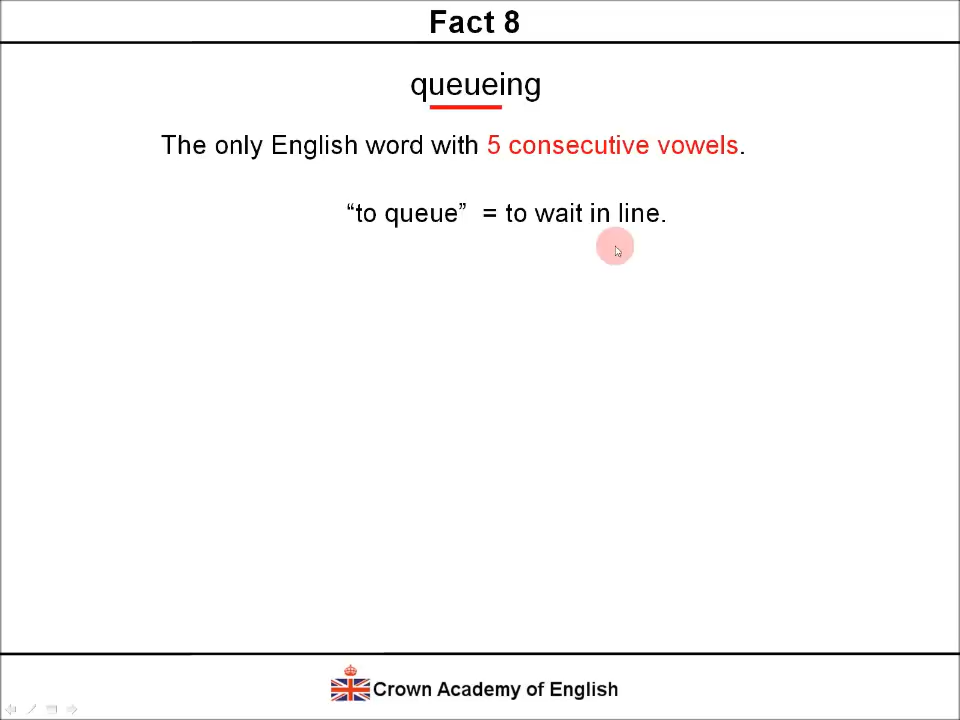 Fact 8
queueing
The only English word with 5 consecutive vowels.
“to queue” = to wait in line.
Crown Academy of English